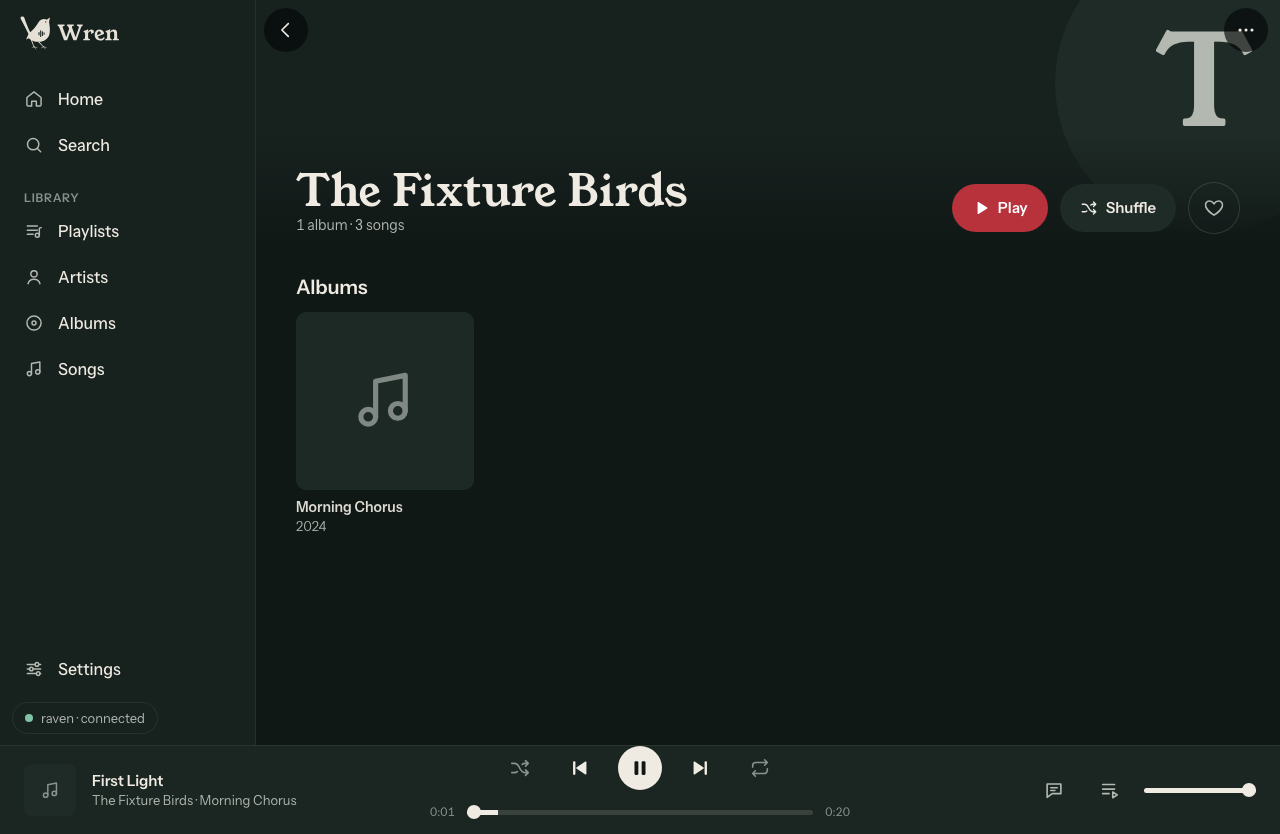 Wren
Home
Search
LIBRARY
Playlists
Artists
Albums
Songs
Settings
raven · connected
T
The Fixture Birds
1 album · 3 songs
Play
Shuffle
Albums
Morning Chorus
2024
First Light
The Fixture Birds · Morning Chorus
0:01
0:20